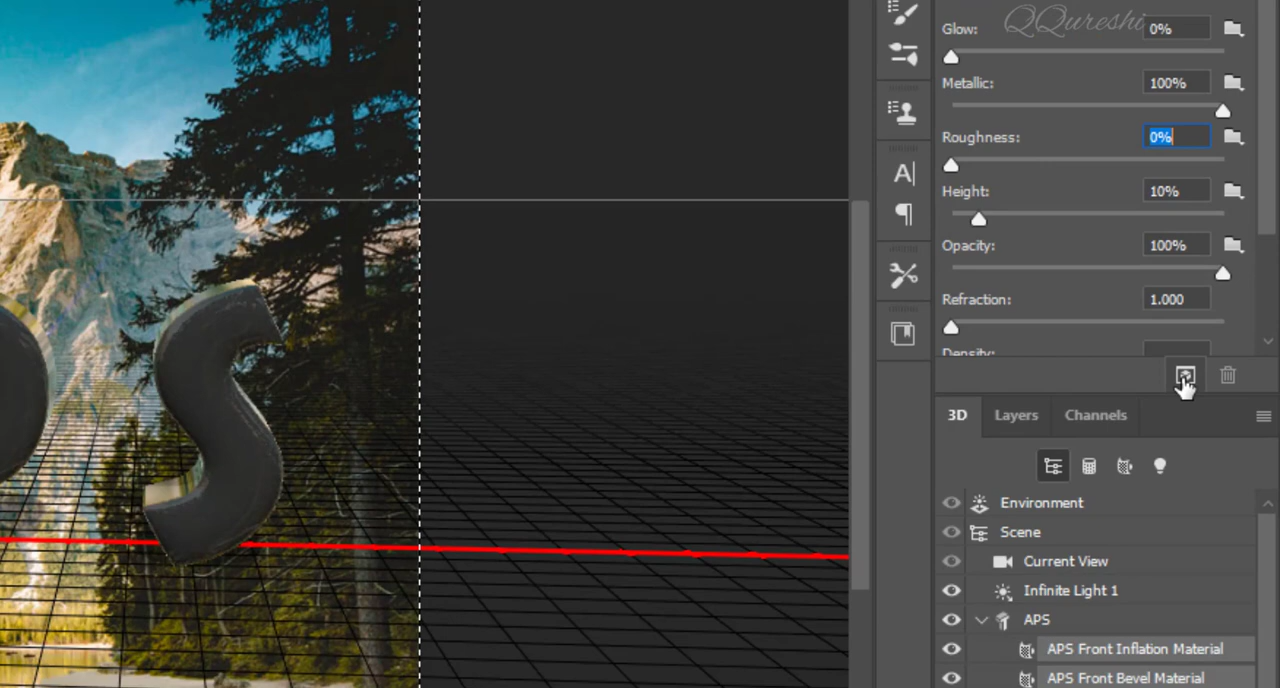 QQureshi
Glow: 0%
Metallic: 100%
Roughness: 0%
Height: 10%
Opacity: 100%
Refraction: 1.000
Density:
3D Layers Channels
Environment
Scene
Current View
Infinite Light 1
APS
APS Front Inflation Material
APS Front Bevel Material
S